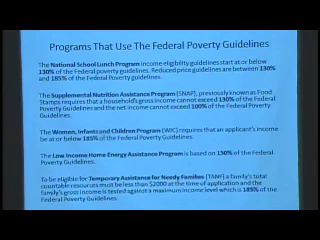 Programs That Use The Federal Poverty Guidelines
The National School Lunch Program income eligibility guidelines start at or below
130% of the Federal poverty guidelines. Reduced price guidelines are between 130%
and 185% of the Federal Poverty Guidelines.
The Supplemental Nutrition Assistance Program (SNAP), previously known as Food
Stamps requires that a household's gross income cannot exceed 130% of the Federal
Poverty Guidelines and the net income cannot exceed 100% of the Federal Poverty
Guidelines.
The Women, Infants and Children Program (WIC) requires that an applicant's income
be at or below 185% of the Federal Poverty Guidelines.
The Low Income Home Energy Assistance Program is based on 150% of the Federal
Poverty Guidelines.
To be eligible for Temporary Assistance for Needy Families (TANF) a family's total
countable resources must be less than $2000 at the time of application and the
family's gross income is tested against a maximum income level which is 185% of the
Federal Poverty Guidelines.